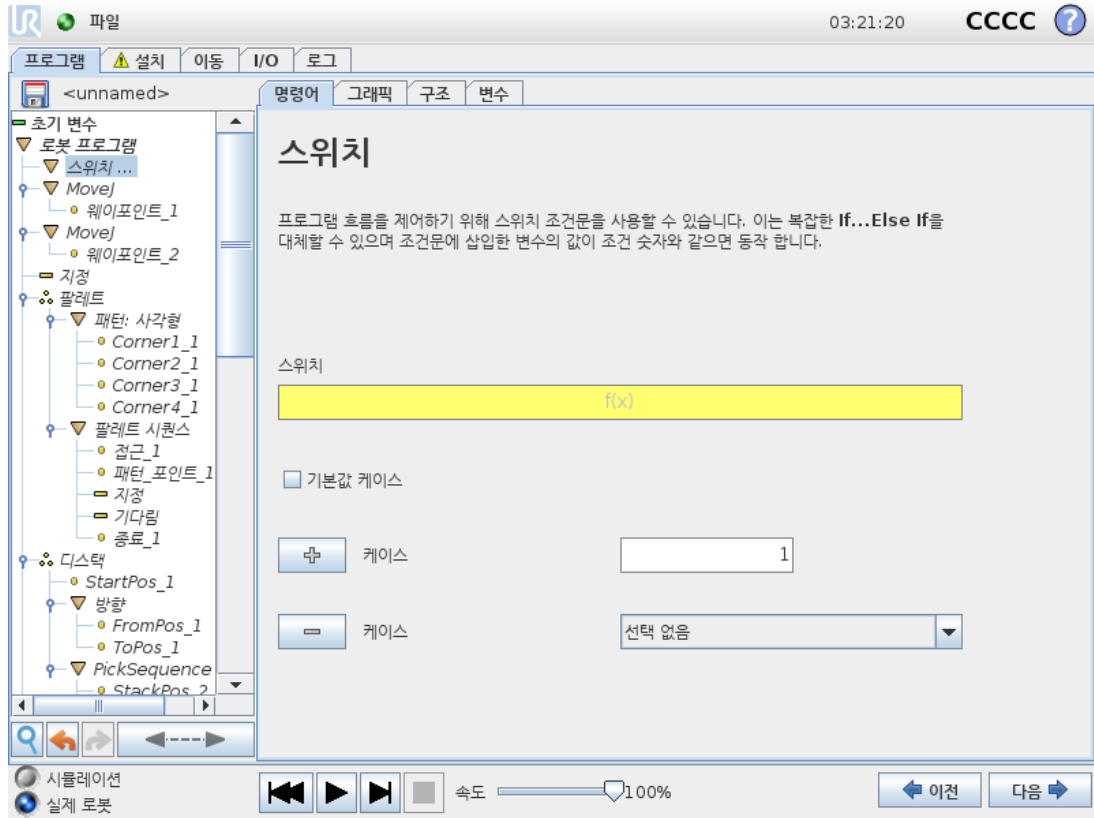 UR 파일 03:21:20 CCCC ?
프로그램 설치 이동 I/O 로그
<unnamed>
명령어 그래픽 구조 변수
초기 변수
로봇 프로그램
스위치 ...
MoveJ
웨이포인트_1
MoveJ
웨이포인트_2
지정
팔레트
패턴: 사각형
Corner1_1
Corner2_1
Corner3_1
Corner4_1
팔레트 시퀀스
접근_1
패턴_포인트_1
지정
기다림
종료_1
디스택
StartPos_1
방향
FromPos_1
ToPos_1
PickSequence
StackPos_2
스위치
프로그램 흐름을 제어하기 위해 스위치 조건문을 사용할 수 있습니다. 이는 복잡한 If...Else If을
대체할 수 있으며 조건문에 삽입한 변수의 값이 조건 숫자와 같으면 동작 합니다.
스위치
f(x)
기본값 케이스
케이스 1
케이스 선택 없음
시뮬레이션
실제 로봇
속도 100%
이전 다음